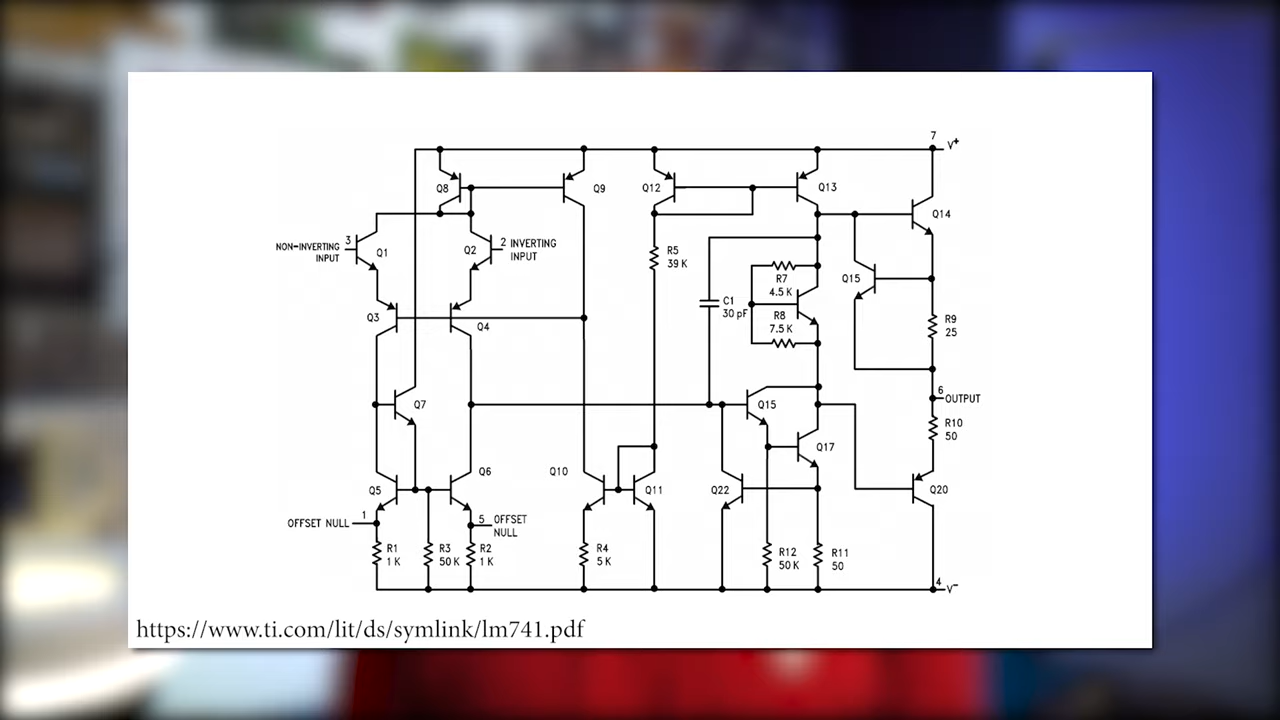 7
V+
Q8
Q9
Q12
Q13
Q14
3
NON-INVERTING
INPUT
Q1
Q2
2 INVERTING
INPUT
R5
39 K
Q15
R7
4.5 K
C1
30 pF
R8
7.5 K
Q3
Q4
R9
25
6
OUTPUT
Q7
Q15
R10
50
Q17
Q5
Q6
Q10
Q11
Q22
Q20
1
OFFSET NULL
5 OFFSET
NULL
R1
1 K
R3
50 K
R2
1 K
R4
5 K
R12
50 K
R11
50
4
V-
https://www.ti.com/lit/ds/symlink/lm741.pdf